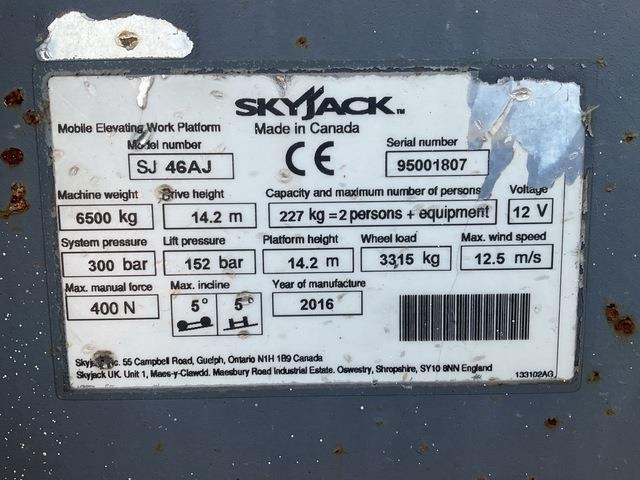 SKYJACK™
Mobile Elevating Work Platform
Made in Canada
Model number
SJ 46AJ
CE
Serial number
95001807
Machine weight
6500 kg
Drive height
14.2 m
Capacity and maximum number of persons
227 kg = 2 persons + equipment
Voltage
12 V
System pressure
300 bar
Lift pressure
152 bar
Platform height
14.2 m
Wheel load
3315 kg
Max. wind speed
12.5 m/s
Max. manual force
400 N
Max. incline
5° 5°
Year of manufacture
2016
Skyjack Inc. 55 Campbell Road, Guelph, Ontario N1H 1B9 Canada
Skyjack UK. Unit 1, Maes-y-Clawdd. Maesbury Road Industrial Estate. Oswestry, Shropshire, SY10 8NN England
133102AG